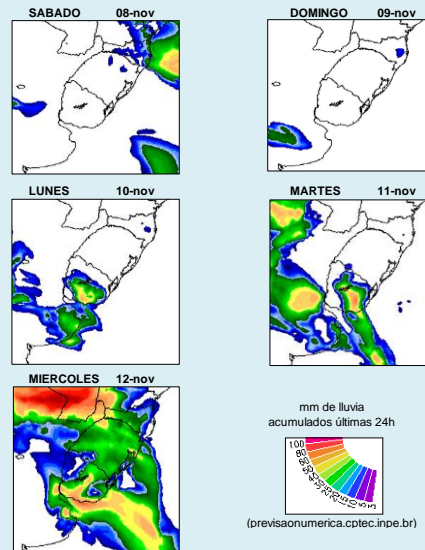 SABADO 08-nov
DOMINGO 09-nov
LUNES 10-nov
MARTES 11-nov
MIERCOLES 12-nov
mm de lluvia
acumulados últimas 24h
100
80
(previsaonumerica.cptec.inpe.br)